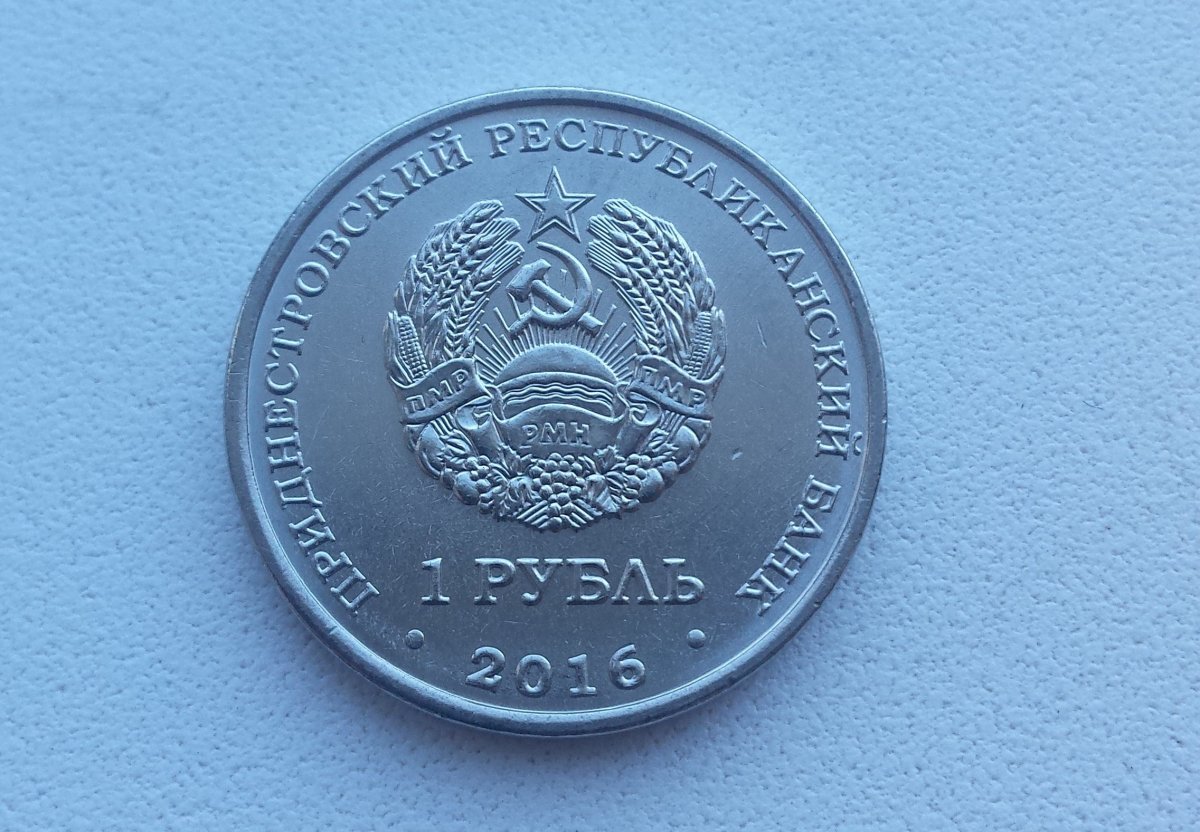 ПРИДНЕСТРОВСКИЙ РЕСПУБЛИКАНСКИЙ БАНК
ПМР
ПМР
РМН
1 РУБЛЬ
2016